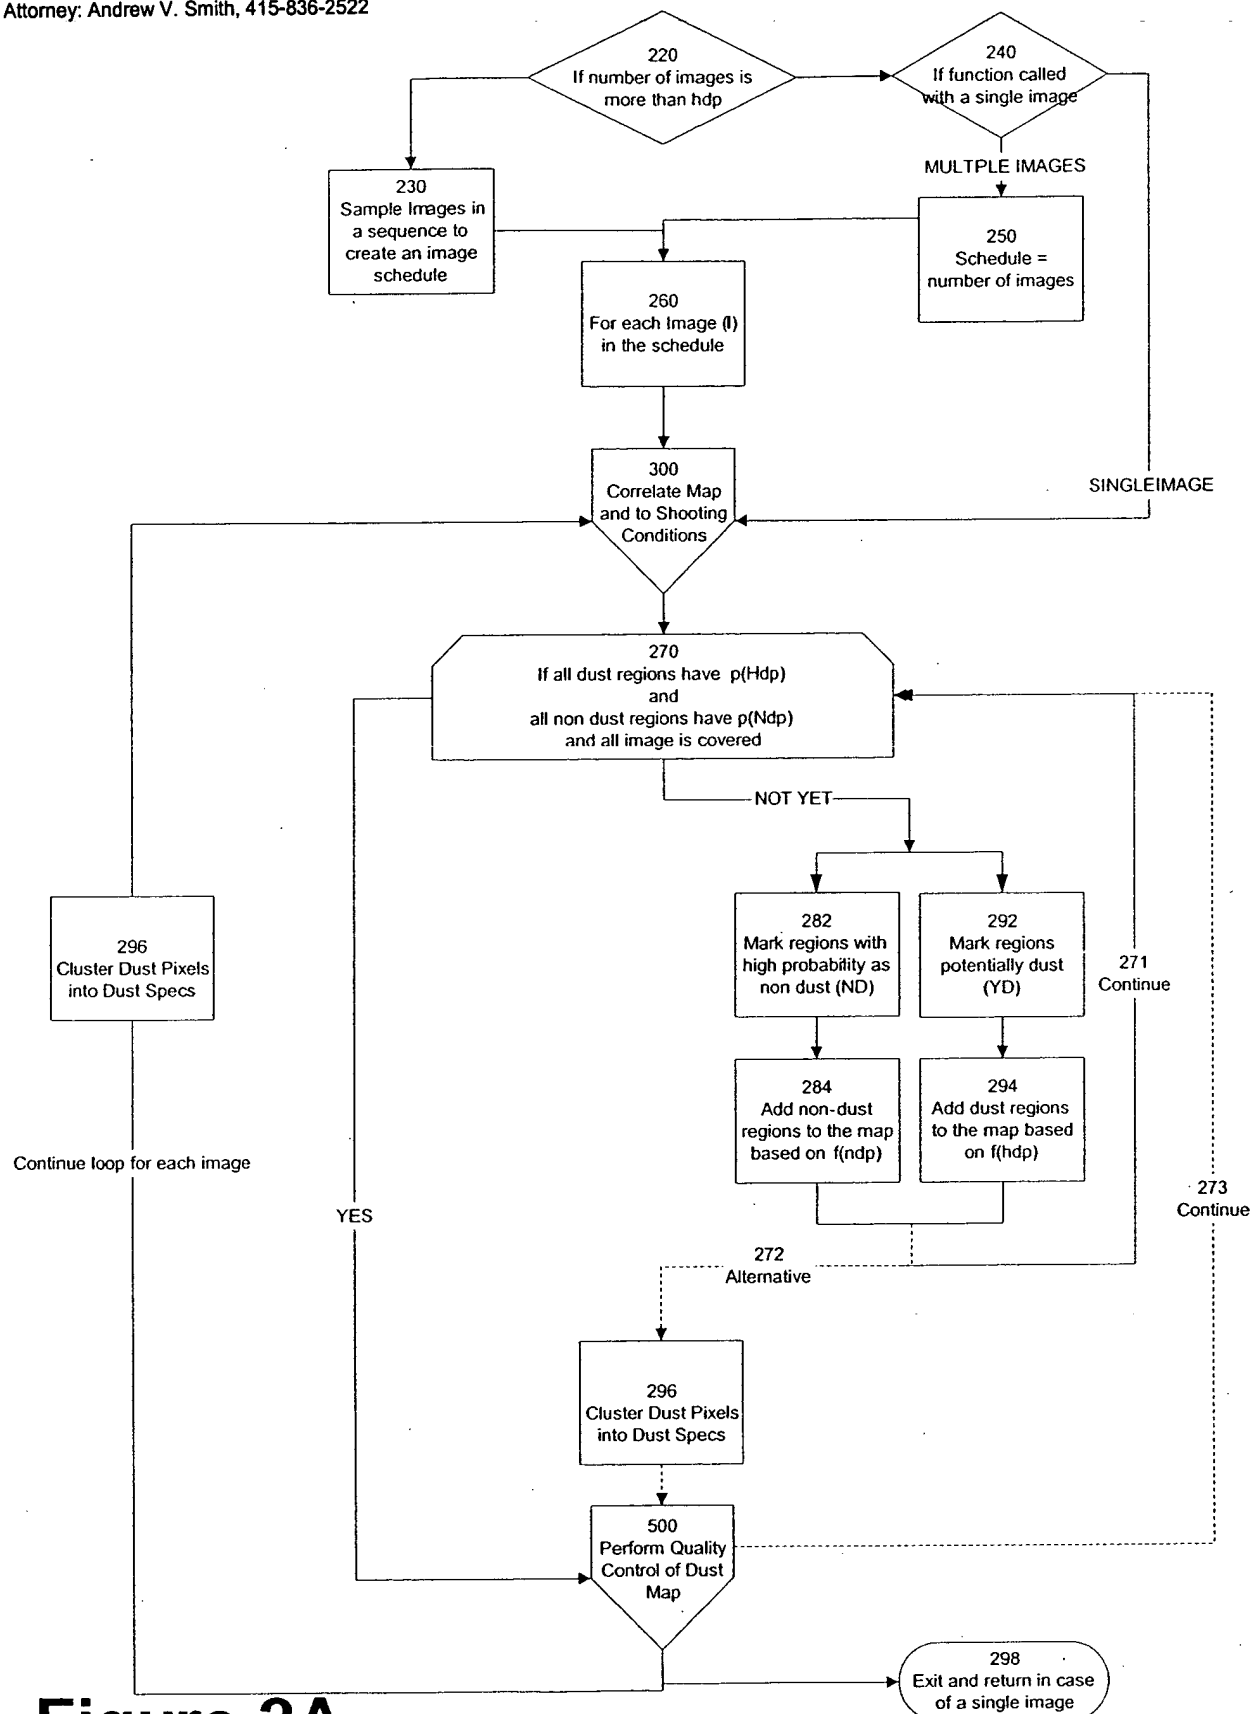 Attorney: Andrew V. Smith, 415-836-2522
220
If number of images is
more than hdp
240
If function called
with a single image
MULTPLE IMAGES
230
Sample Images in
a sequence to
create an image
schedule
250
Schedule =
number of images
260
For each Image (I)
in the schedule
300
Correlate Map
and to Shooting
Conditions
SINGLEIMAGE
270
If all dust regions have p(Hdp)
and
all non dust regions have p(Ndp)
and all image is covered
NOT YET
282
Mark regions with
high probability as
non dust (ND)
292
Mark regions
potentially dust
(YD)
271
Continue
296
Cluster Dust Pixels
into Dust Specs
284
Add non-dust
regions to the map
based on f(ndp)
294
Add dust regions
to the map based
on f(hdp)
Continue loop for each image
273
Continue
YES
272
Alternative
296
Cluster Dust Pixels
into Dust Specs
500
Perform Quality
Control of Dust
Map
298
Exit and return in case
of a single image